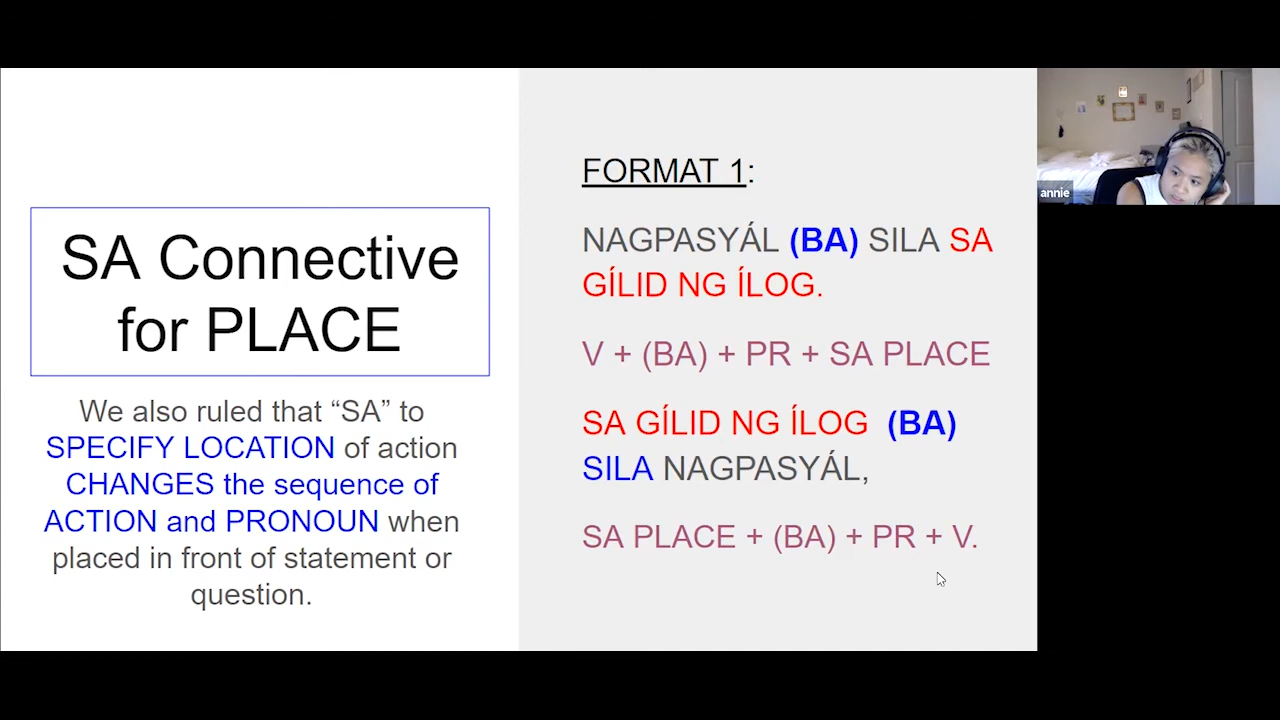 SA Connective
for PLACE
We also ruled that “SA” to
SPECIFY LOCATION of action
CHANGES the sequence of
ACTION and PRONOUN when
placed in front of statement or
question.
FORMAT 1:
NAGPASYÁL (BA) SILA SA
GÍLID NG ÍLOG.
V + (BA) + PR + SA PLACE
SA GÍLID NG ÍLOG (BA)
SILA NAGPASYÁL,
SA PLACE + (BA) + PR + V.
annie